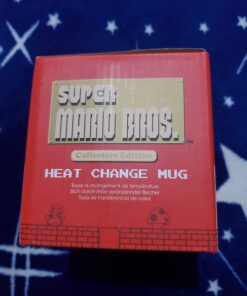 SUPER
MARIO BROS.™
Collectors Edition
HEAT CHANGE MUG
Tasse à changement de température
Sich durch Hitze verändernder Becher
Taza de transferencia de calor